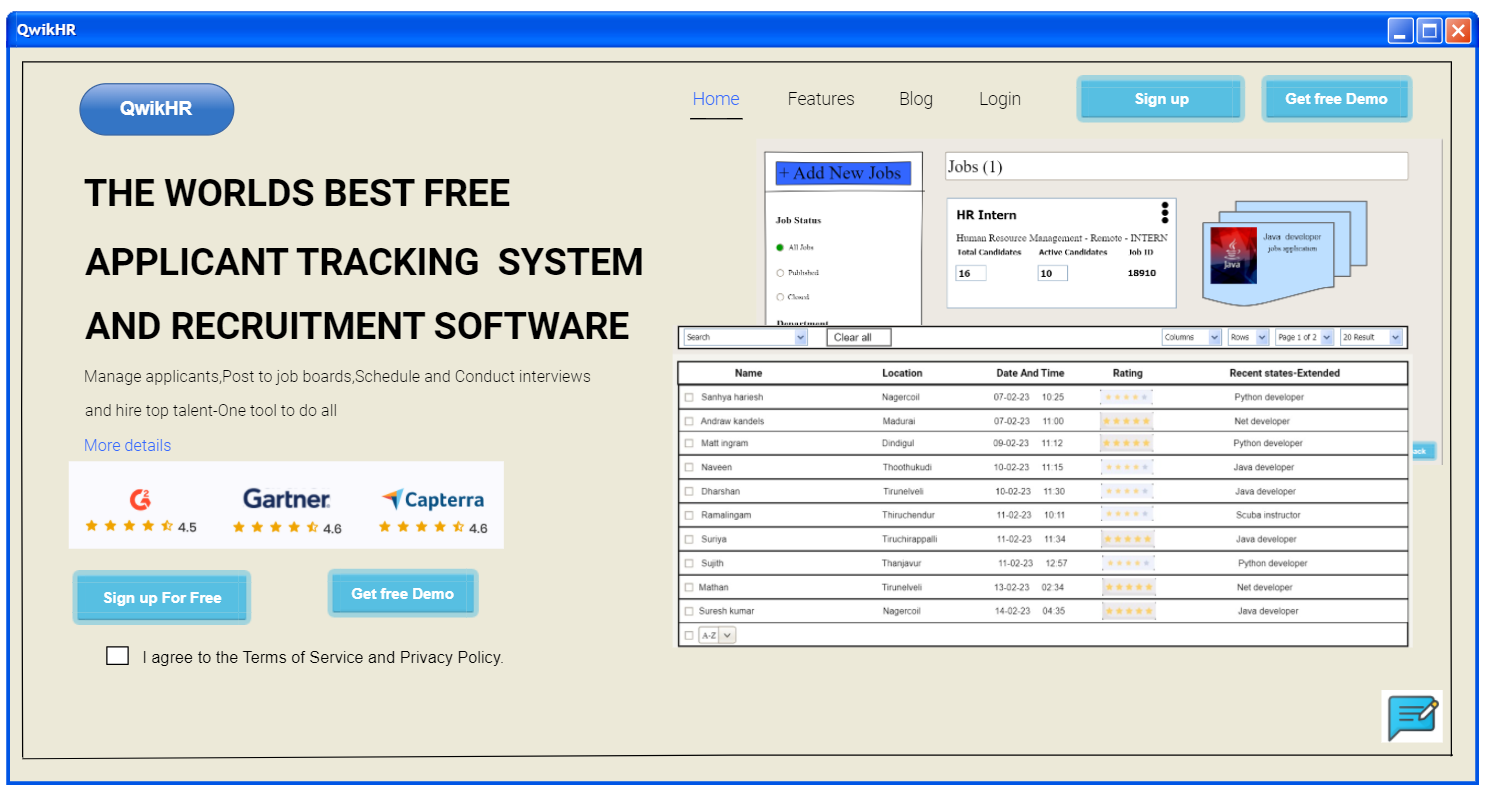 QwikHR
QwikHR
Home Features Blog Login Sign up Get free Demo
THE WORLDS BEST FREE
APPLICANT TRACKING SYSTEM
AND RECRUITMENT SOFTWARE
Manage applicants,Post to job boards,Schedule and Conduct interviews
and hire top talent-One tool to do all
More details
G2 Gartner. Capterra
4.5 4.6 4.6
Sign up For Free Get free Demo
I agree to the Terms of Service and Privacy Policy.
+ Add New Jobs
Job Status
All Jobs
Published
Closed
Department
Jobs (1)
HR Intern
Human Resource Management - Remote - INTERN
Total Candidates Active Candidates Job ID
16 10 18910
Java developer
jobs application
Java
Search Clear all Columns Rows Page 1 of 2 20 Result
Name Location Date And Time Rating Recent states-Extended
Sanhya hariesh Nagercoil 07-02-23 10:25 Python developer
Andraw kandels Madurai 07-02-23 11:00 Net developer
Matt ingram Dindigul 09-02-23 11:12 Python developer
Naveen Thoothukudi 10-02-23 11:15 Java developer
Dharshan Tirunelveli 10-02-23 11:30 Java developer
Ramalingam Thiruchendur 11-02-23 10:11 Scuba instructor
Suriya Tiruchirappalli 11-02-23 11:34 Java developer
Sujith Thanjavur 11-02-23 12:57 Python developer
Mathan Tirunelveli 13-02-23 02:34 Net developer
Suresh kumar Nagercoil 14-02-23 04:35 Java developer
A-Z